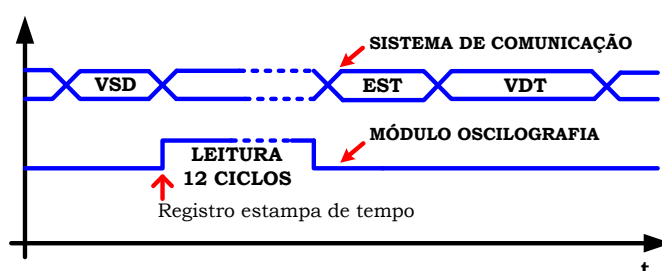 SISTEMA DE COMUNICAÇÃO
VSD
EST
VDT
MÓDULO OSCILOGRAFIA
LEITURA
12 CICLOS
Registro estampa de tempo
t